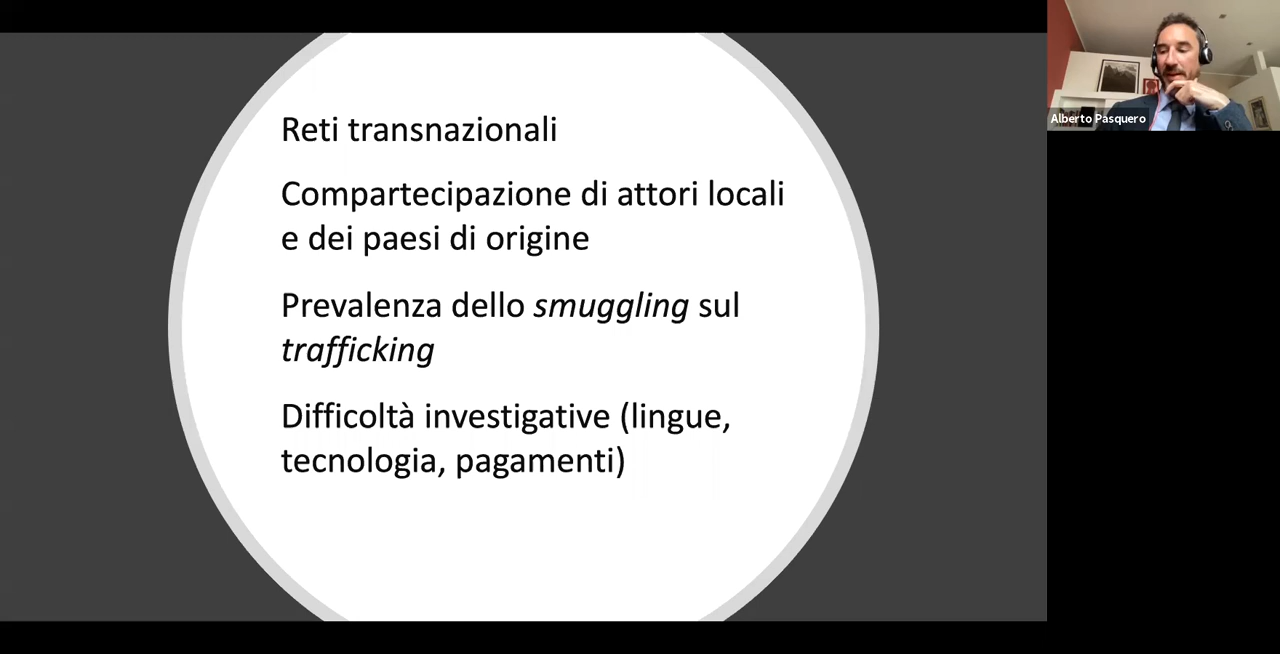 Reti transnazionali
Compartecipazione di attori locali
e dei paesi di origine
Prevalenza dello smuggling sul
trafficking
Difficoltà investigative (lingue,
tecnologia, pagamenti)
Alberto Pasquero